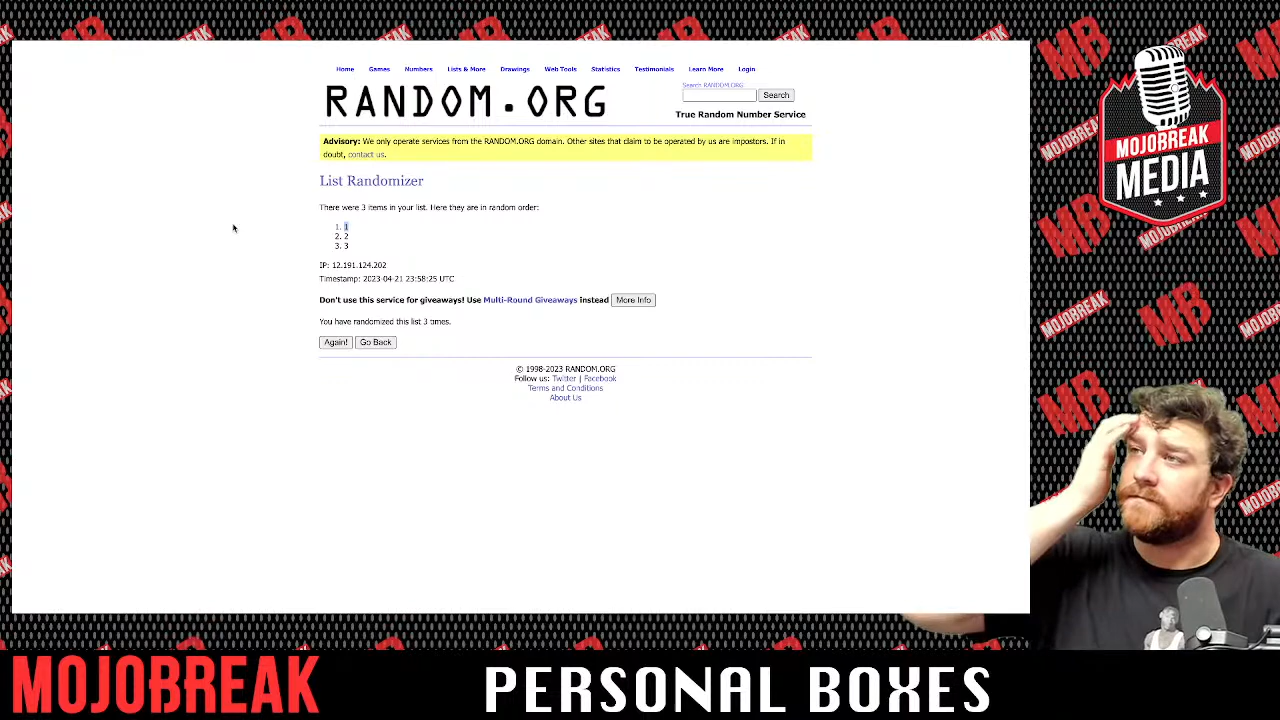 Home Games Numbers Lists & More Drawings Web Tools Statistics Testimonials Learn More Login
RANDOM.ORG
Search RANDOM.ORG
Search
True Random Number Service
Advisory: We only operate services from the RANDOM.ORG domain. Other sites that claim to be operated by us are impostors. If in
doubt, contact us.
List Randomizer
There were 3 items in your list. Here they are in random order:
1. 1
2. 2
3. 3
IP: 12.191.124.202
Timestamp: 2023-04-21 23:58:25 UTC
Don't use this service for giveaways! Use Multi-Round Giveaways instead More Info
You have randomized this list 3 times.
Again! Go Back
© 1998-2023 RANDOM.ORG
Follow us: Twitter | Facebook
Terms and Conditions
About Us
MOJOBREAK
MEDIA
MB
MOJOBREAK
MOJOBREAK PERSONAL BOXES